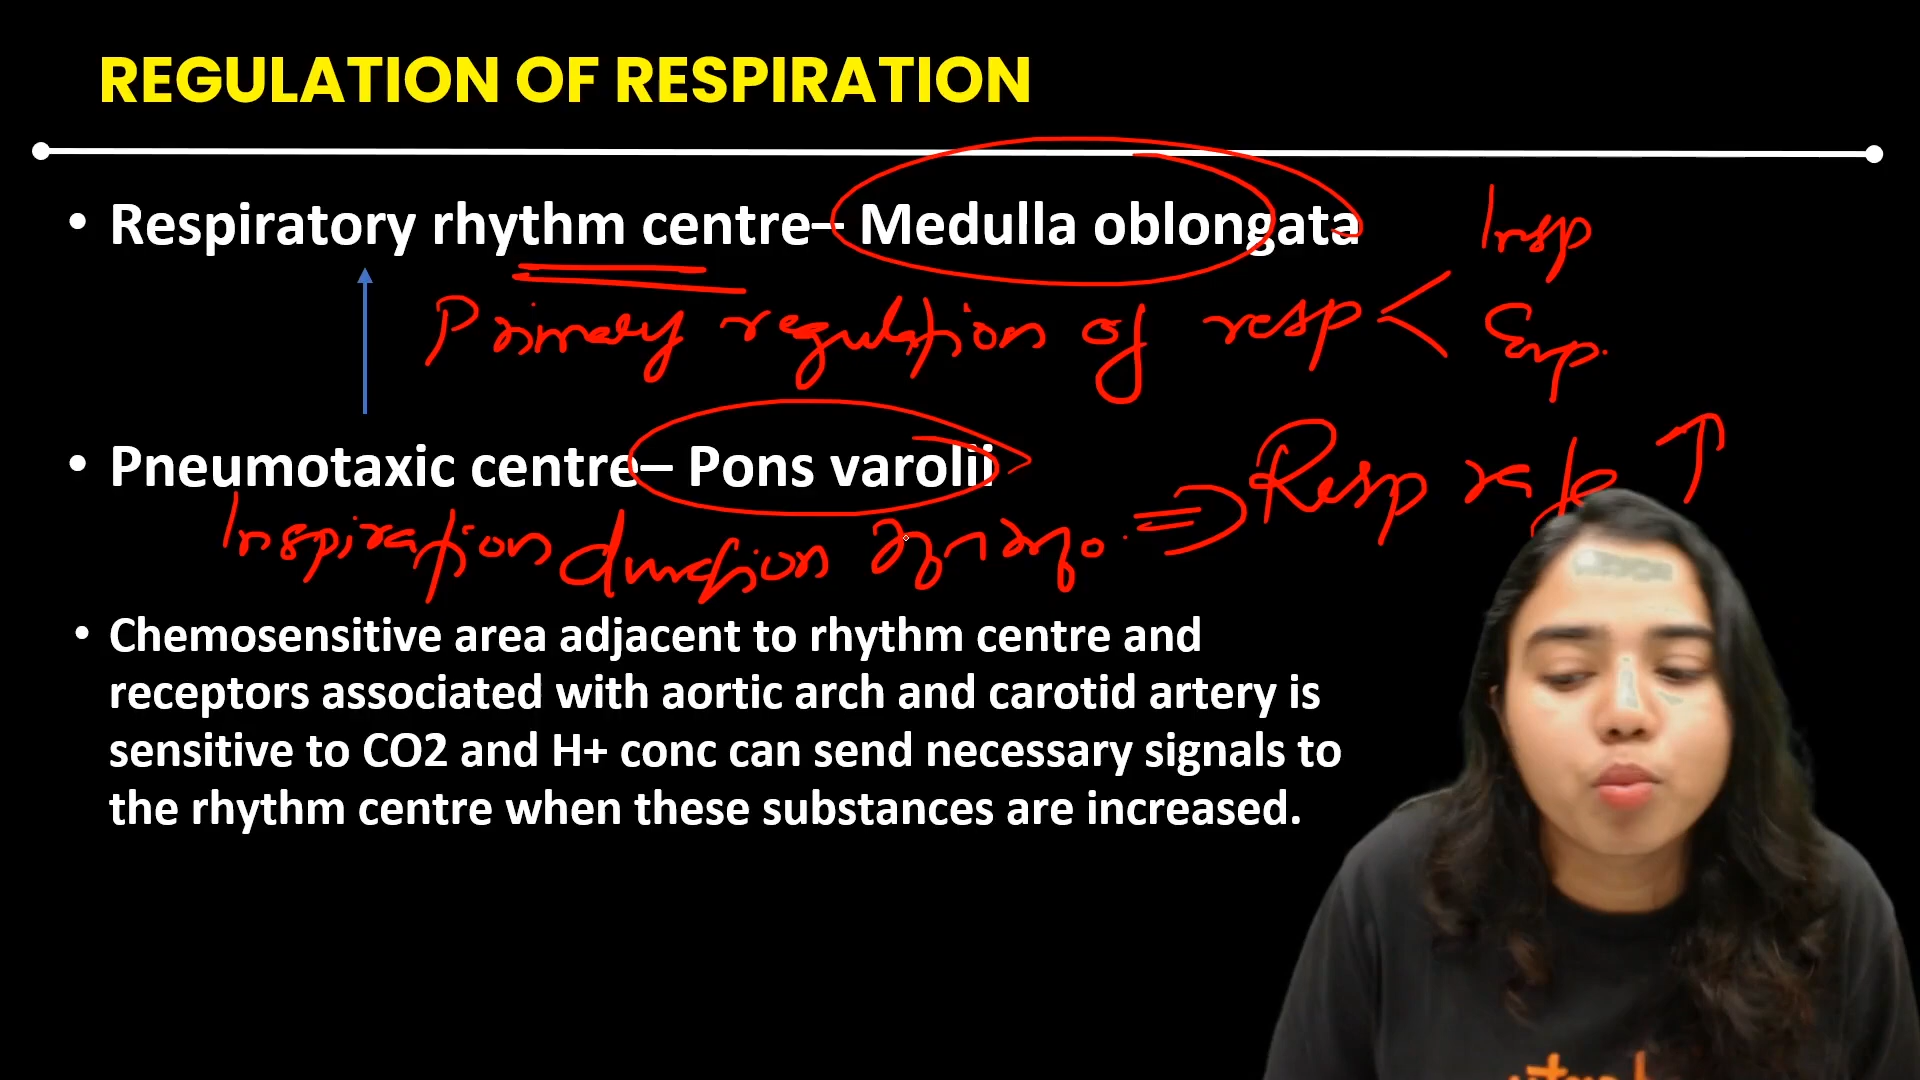 REGULATION OF RESPIRATION
• Respiratory rhythm centre– Medulla oblongata
Insp
Primary regulation of resp <
Exp.
• Pneumotaxic centre– Pons varolii
⇒ Resp rate ↑
Inspiration duration
• Chemosensitive area adjacent to rhythm centre and
receptors associated with aortic arch and carotid artery is
sensitive to CO2 and H+ conc can send necessary signals to
the rhythm centre when these substances are increased.